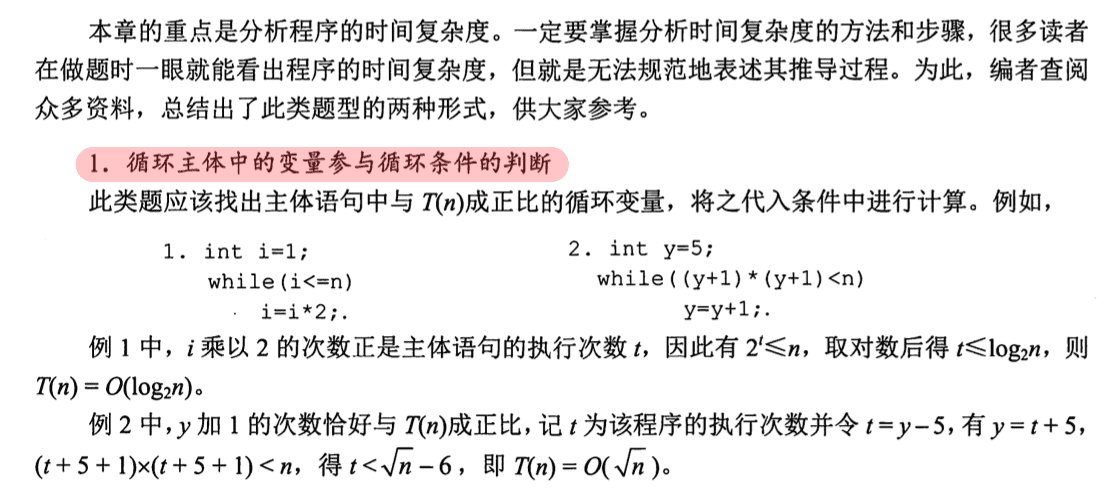 本章的重点是分析程序的时间复杂度。一定要掌握分析时间复杂度的方法和步骤，很多读者
在做题时一眼就能看出程序的时间复杂度，但就是无法规范地表述其推导过程。为此，编者查阅
众多资料，总结出了此类题型的两种形式，供大家参考。
1. 循环主体中的变量参与循环条件的判断
此类题应该找出主体语句中与 T(n)成正比的循环变量，将之代入条件中进行计算。例如，
1. int i=1;
while(i<=n)
i=i*2;.
2. int y=5;
while((y+1)*(y+1)<n)
y=y+1;.
例 1 中，i 乘以 2 的次数正是主体语句的执行次数 t，因此有 2ᵗ≤n，取对数后得 t≤log₂n，则
T(n) = O(log₂n)。
例 2 中，y 加 1 的次数恰好与 T(n)成正比，记 t 为该程序的执行次数并令 t = y – 5，有 y = t + 5，
(t + 5 + 1)×(t + 5 + 1) < n，得 t < √n – 6，即 T(n) = O(√n)。